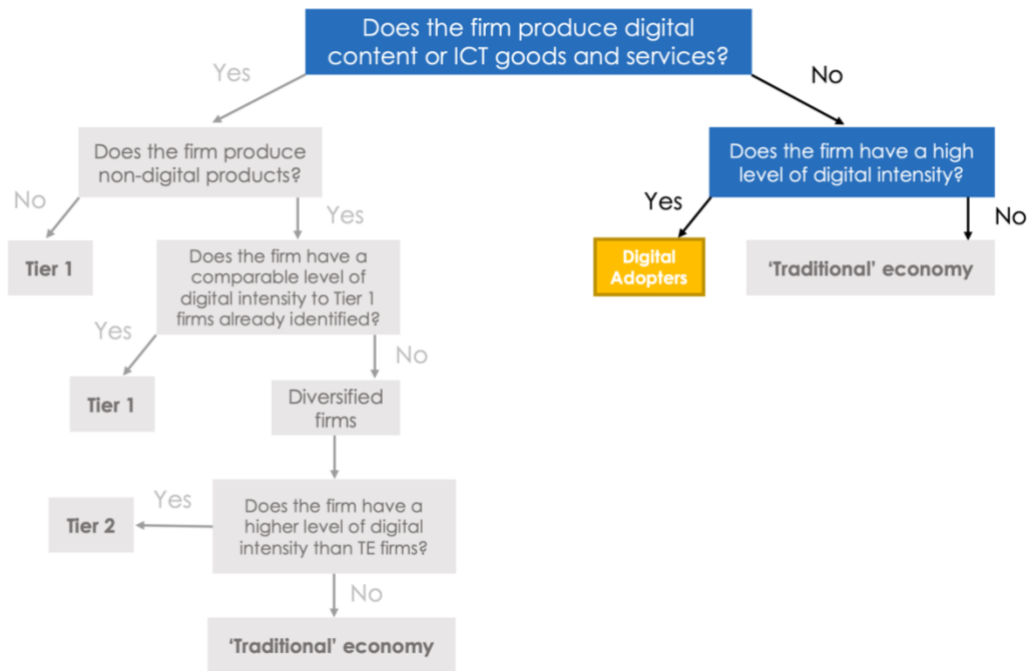 Does the firm produce digital
content or ICT goods and services?
Yes
No
Does the firm produce
non-digital products?
Does the firm have a high
level of digital intensity?
No
Yes
Yes
No
Tier 1
Does the firm have a
comparable level of
digital intensity to Tier 1
firms already identified?
Digital
Adopters
‘Traditional’ economy
Yes
No
Tier 1
Diversified
firms
Yes
Tier 2
Does the firm have a
higher level of digital
intensity than TE firms?
No
‘Traditional’ economy